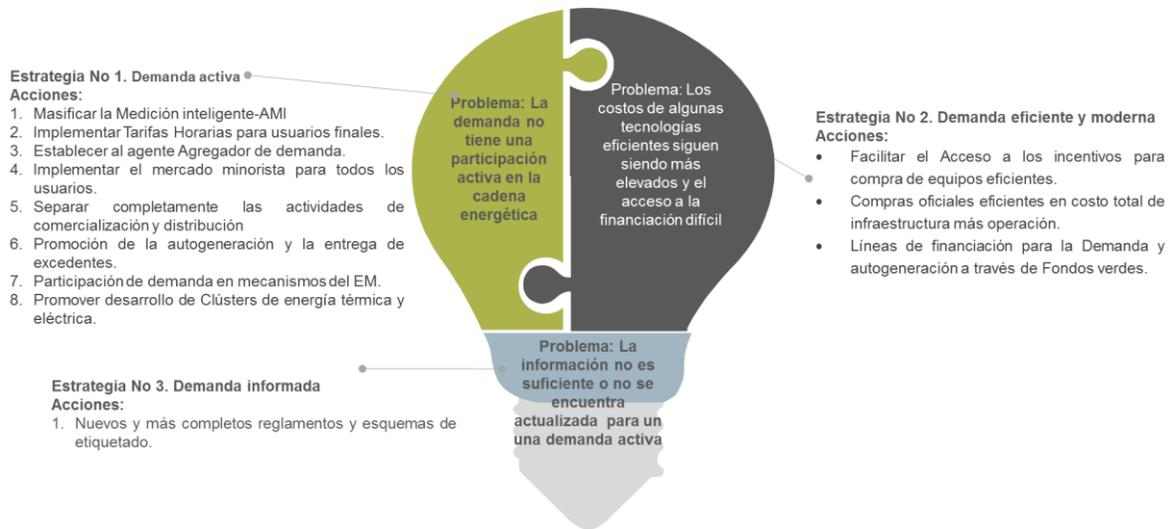 Estrategia No 1. Demanda activa
Acciones:
1. Masificar la Medición inteligente-AMI
2. Implementar Tarifas Horarias para usuarios finales.
3. Establecer al agente Agregador de demanda.
4. Implementar el mercado minorista para todos los
usuarios.
5. Separar completamente las actividades de
comercialización y distribución
6. Promoción de la autogeneración y la entrega de
excedentes.
7. Participación de demanda en mecanismos del EM.
8. Promover desarrollo de Clústers de energía térmica y
eléctrica.
Problema: La
demanda no
tiene una
participación
activa en la
cadena
energética
Problema: Los
costos de algunas
tecnologías
eficientes siguen
siendo más
elevados y el
acceso a la
financiación difícil
Estrategia No 2. Demanda eficiente y moderna
Acciones:
• Facilitar el Acceso a los incentivos para
compra de equipos eficientes.
• Compras oficiales eficientes en costo total de
infraestructura más operación.
• Líneas de financiación para la Demanda y
autogeneración a través de Fondos verdes.
Estrategia No 3. Demanda informada
Acciones:
1. Nuevos y más completos reglamentos y esquemas de
etiquetado.
Problema: La
información no es
suficiente o no se
encuentra
actualizada para un
una demanda activa